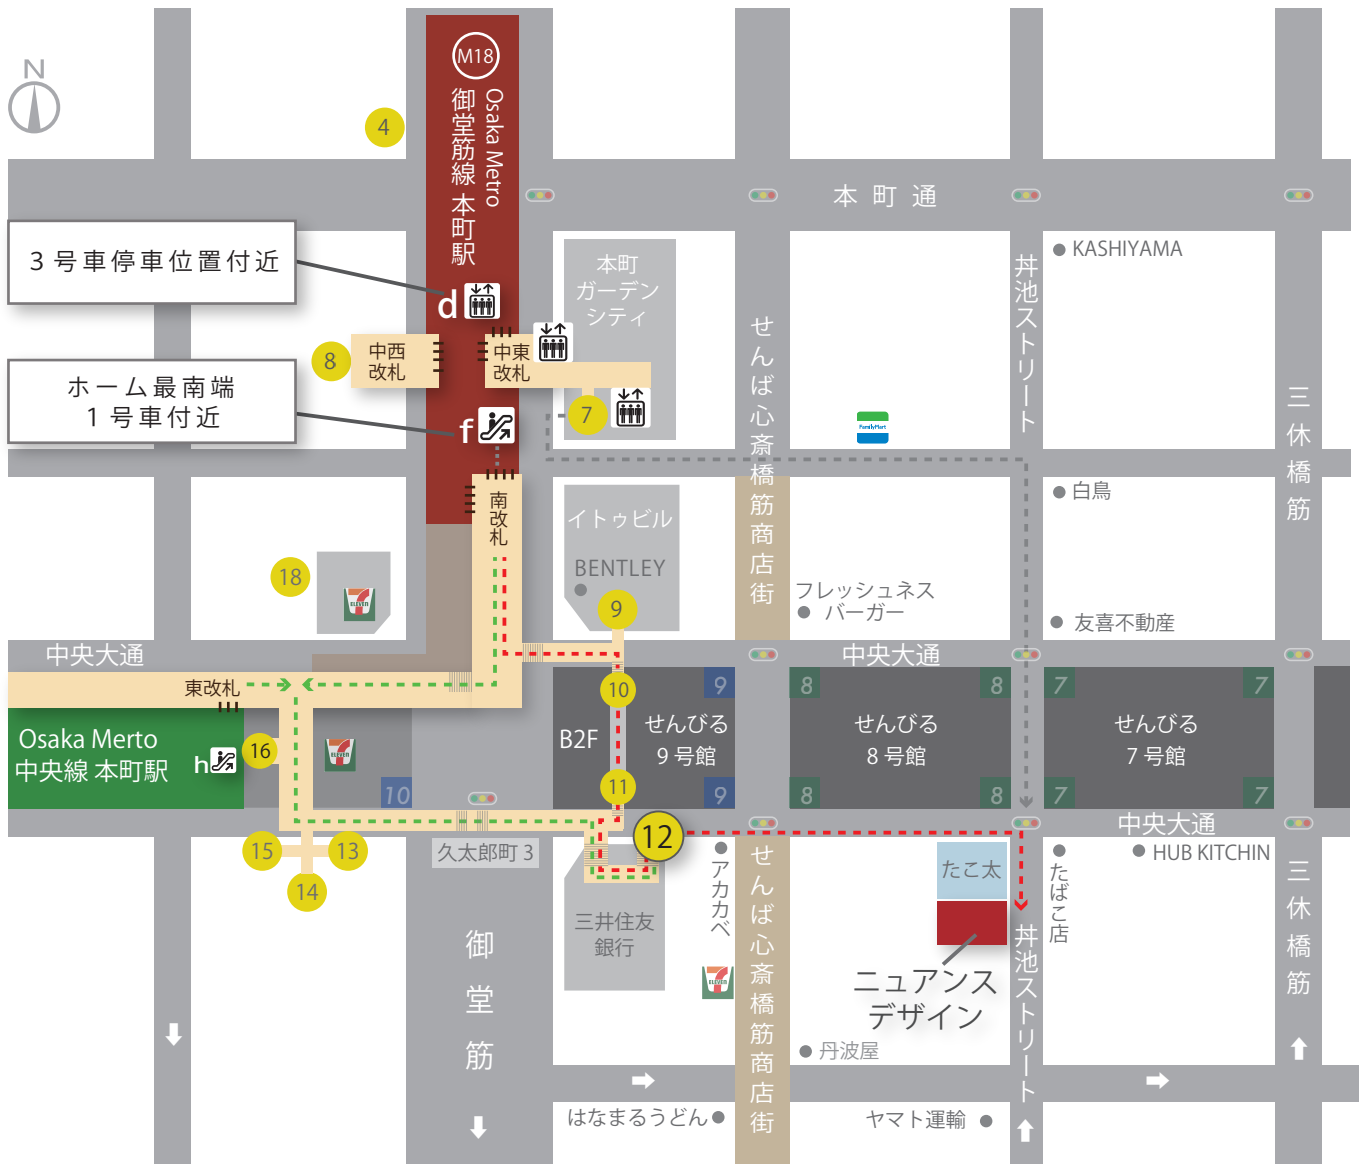 N
M18
Osaka Metro
御堂筋線 本町駅
4
本町通
3号車停車位置付近
d
本町
ガーデン
シティ
KASHIYAMA
丼池ストリート
せんば心斎橋筋商店街
三休橋筋
8
中西
改札
中東
改札
ホーム最南端
1号車付近
f
7
FamilyMart
南改札
イトゥビル
BENTLEY
白鳥
18
ELEVEN
9
フレッシュネス
バーガー
友喜不動産
中央大通
中央大通
東改札
10
9
8
8
7
7
Osaka Merto
中央線 本町駅
h
16
ELEVEN
10
B2F
せんびる
9号館
せんびる
8号館
せんびる
7号館
11
9
8
8
7
7
12
中央大通
15
13
14
久太郎町3
アカカベ
たこ太
たばこ店
HUB KITCHIN
三井住友
銀行
御堂筋
ELEVEN
せんば心斎橋筋商店街
ニュアンス
デザイン
丼池ストリート
三休橋筋
丹波屋
はなまるうどん
ヤマト運輸